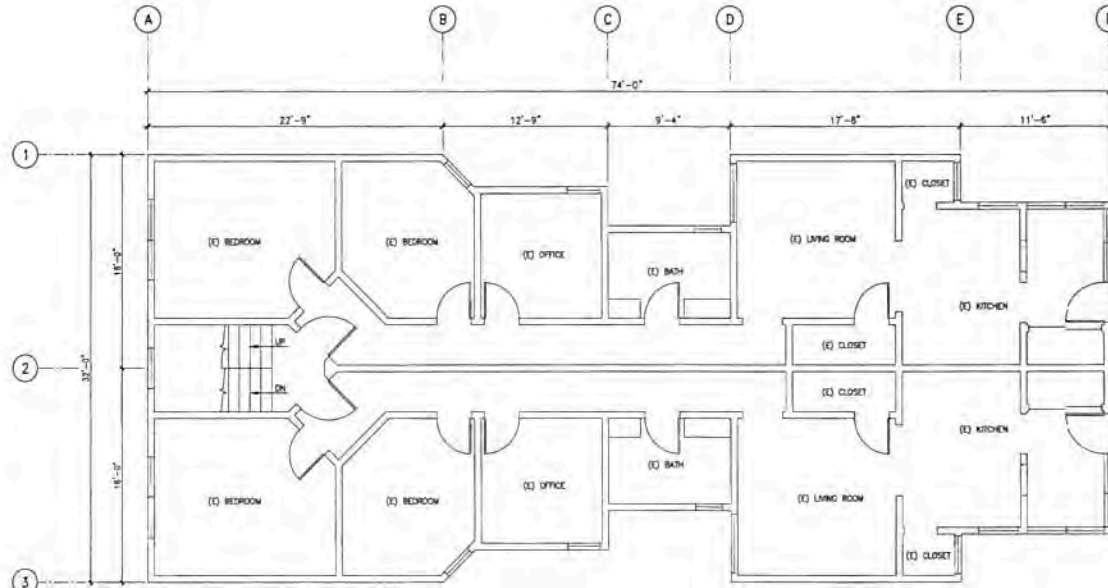 A B C D E
74'-0"
22'-9" 12'-9" 9'-4" 17'-8" 11'-6"
1
(E) CLOSET
(E) BEDROOM (E) BEDROOM (E) OFFICE (E) LIVING ROOM
16'-0"
(E) BATH
(E) KITCHEN
UP
(E) CLOSET
2
32'-0"
DN
(E) CLOSET
(E) KITCHEN
(E) BATH
16'-0"
(E) BEDROOM (E) BEDROOM (E) OFFICE (E) LIVING ROOM
(E) CLOSET
3